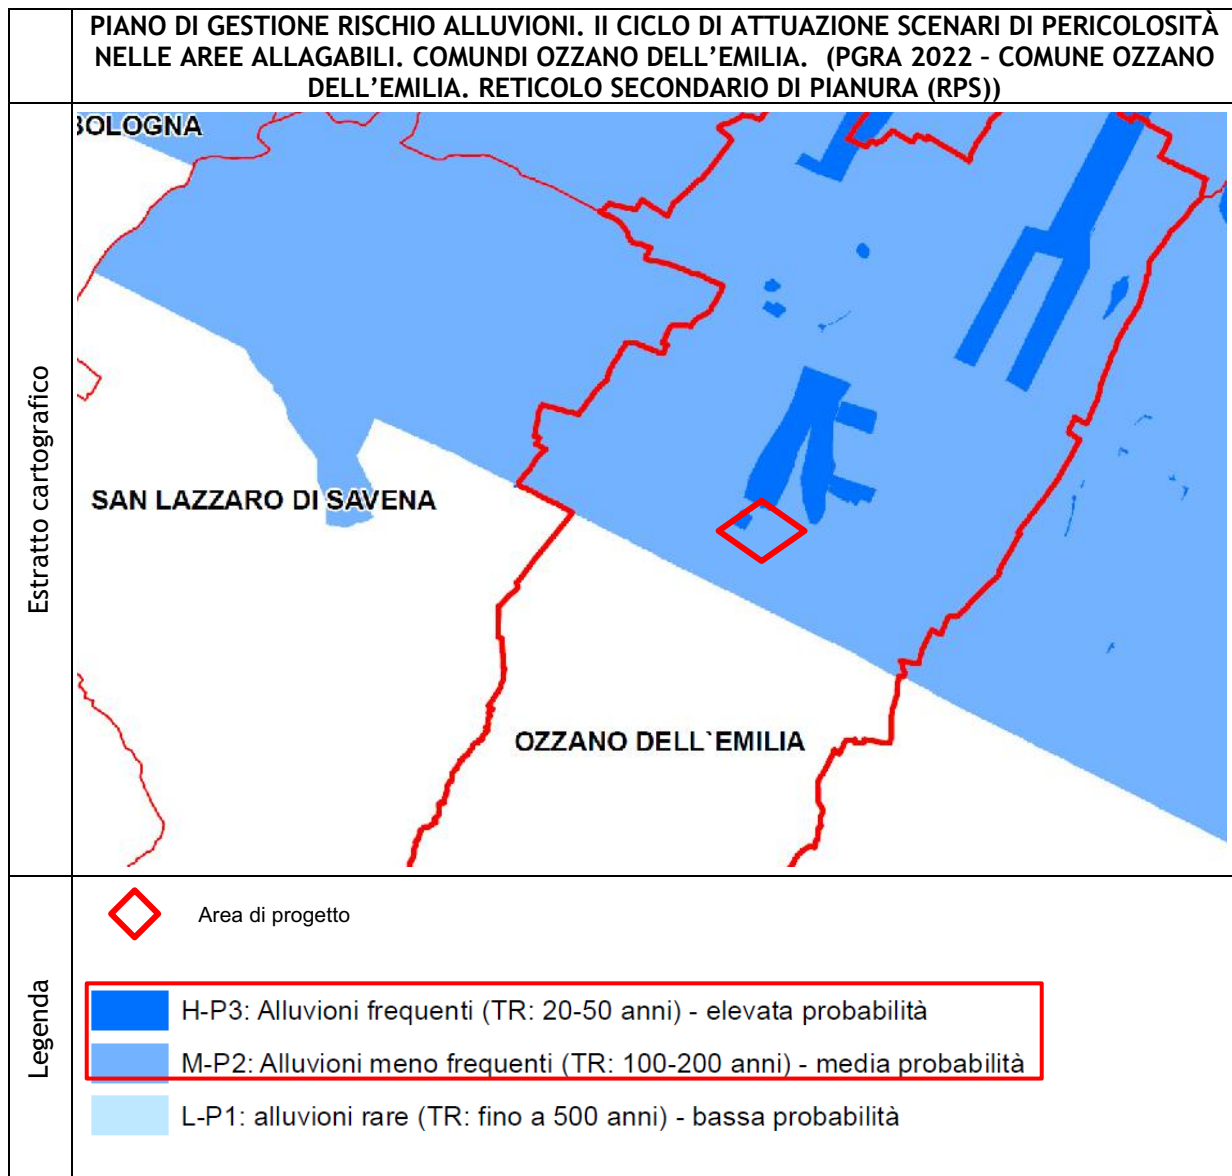 PIANO DI GESTIONE RISCHIO ALLUVIONI. II CICLO DI ATTUAZIONE SCENARI DI PERICOLOSITÀ
NELLE AREE ALLAGABILI. COMUNDI OZZANO DELL’EMILIA. (PGRA 2022 – COMUNE OZZANO
DELL’EMILIA. RETICOLO SECONDARIO DI PIANURA (RPS))
Estratto cartografico
BOLOGNA
SAN LAZZARO DI SAVENA
OZZANO DELL`EMILIA
Legenda
Area di progetto
H-P3: Alluvioni frequenti (TR: 20-50 anni) - elevata probabilità
M-P2: Alluvioni meno frequenti (TR: 100-200 anni) - media probabilità
L-P1: alluvioni rare (TR: fino a 500 anni) - bassa probabilità